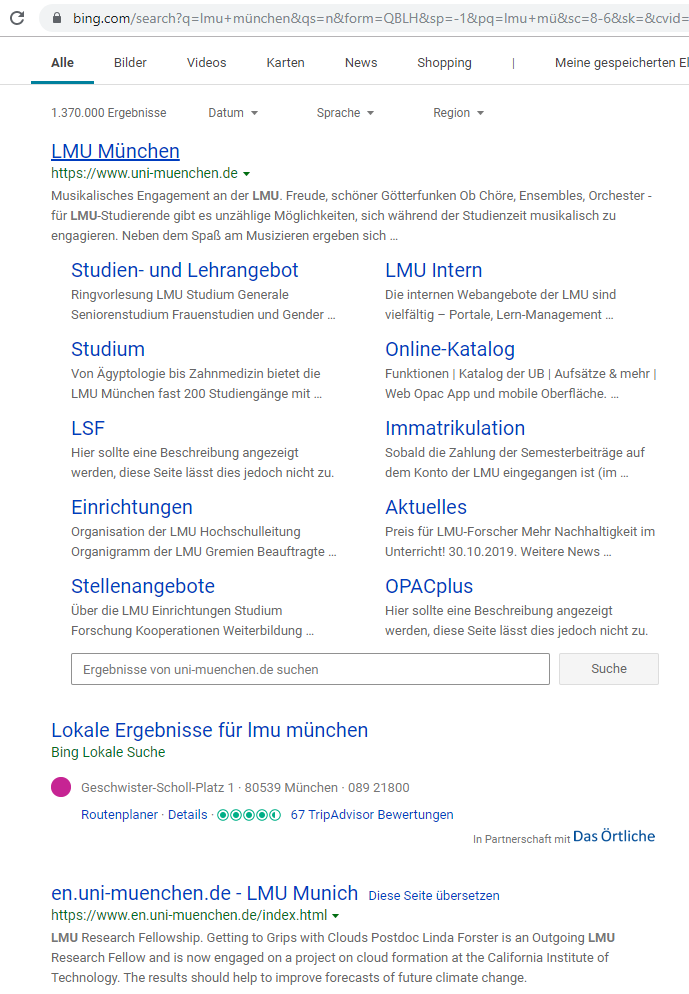 bing.com/search?q=lmu+münchen&qs=n&form=QBLH&sp=-1&pq=lmu+mü&sc=8-6&sk=&cvid=
Alle Bilder Videos Karten News Shopping | Meine gespeicherten El
1.370.000 Ergebnisse Datum Sprache Region
LMU München
https://www.uni-muenchen.de
Musikalisches Engagement an der LMU. Freude, schöner Götterfunken Ob Chöre, Ensembles, Orchester -
für LMU-Studierende gibt es unzählige Möglichkeiten, sich während der Studienzeit musikalisch zu
engagieren. Neben dem Spaß am Musizieren ergeben sich ...
Studien- und Lehrangebot
Ringvorlesung LMU Studium Generale
Seniorenstudium Frauenstudien und Gender ...
LMU Intern
Die internen Webangebote der LMU sind
vielfältig – Portale, Lern-Management ...
Studium
Von Ägyptologie bis Zahnmedizin bietet die
LMU München fast 200 Studiengänge mit ...
Online-Katalog
Funktionen | Katalog der UB | Aufsätze & mehr |
Web Opac App und mobile Oberfläche. ...
LSF
Hier sollte eine Beschreibung angezeigt
werden, diese Seite lässt dies jedoch nicht zu.
Immatrikulation
Sobald die Zahlung der Semesterbeiträge auf
dem Konto der LMU eingegangen ist (im ...
Einrichtungen
Organisation der LMU Hochschulleitung
Organigramm der LMU Gremien Beauftragte ...
Aktuelles
Preis für LMU-Forscher Mehr Nachhaltigkeit im
Unterricht! 30.10.2019. Weitere News ...
Stellenangebote
Über die LMU Einrichtungen Studium
Forschung Kooperationen Weiterbildung ...
OPACplus
Hier sollte eine Beschreibung angezeigt
werden, diese Seite lässt dies jedoch nicht zu.
Ergebnisse von uni-muenchen.de suchen Suche
Lokale Ergebnisse für lmu münchen
Bing Lokale Suche
Geschwister-Scholl-Platz 1 · 80539 München · 089 21800
Routenplaner · Details · 67 TripAdvisor Bewertungen
In Partnerschaft mit Das Örtliche
en.uni-muenchen.de - LMU Munich Diese Seite übersetzen
https://www.en.uni-muenchen.de/index.html
LMU Research Fellowship. Getting to Grips with Clouds Postdoc Linda Forster is an Outgoing LMU
Research Fellow and is now engaged on a project on cloud formation at the California Institute of
Technology. The results should help to improve forecasts of future climate change.